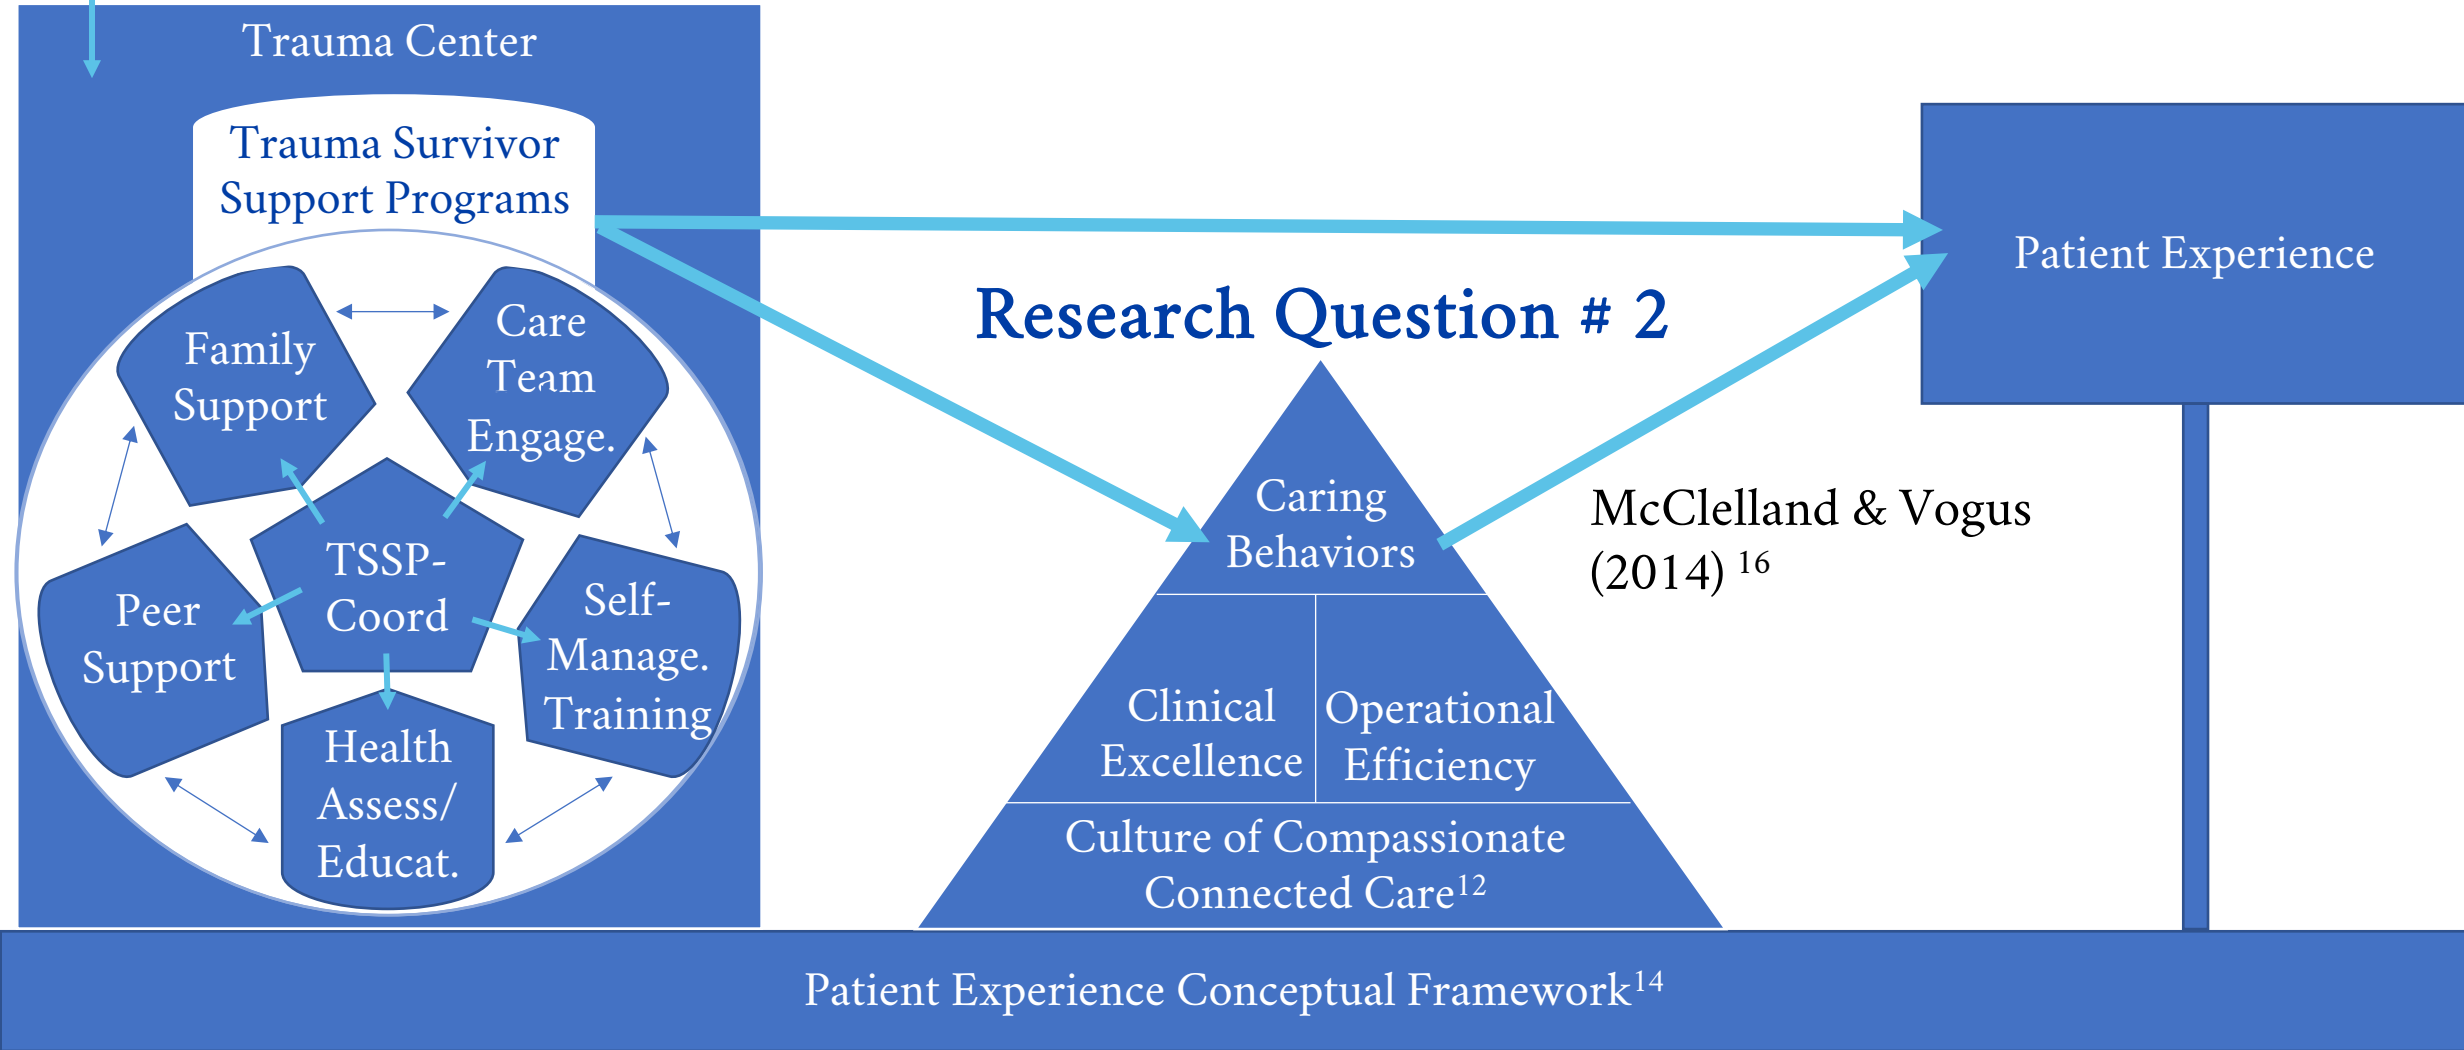 Trauma Center
Trauma Survivor
Support Programs
Family
Support
Care
Team
Engage.
TSSP-
Coord
Peer
Support
Self-
Manage.
Training
Health
Assess/
Educat.
Research Question # 2
Caring
Behaviors
Clinical
Excellence
Operational
Efficiency
Culture of Compassionate
Connected Care¹²
McClelland & Vogus
(2014) ¹⁶
Patient Experience
Patient Experience Conceptual Framework¹⁴